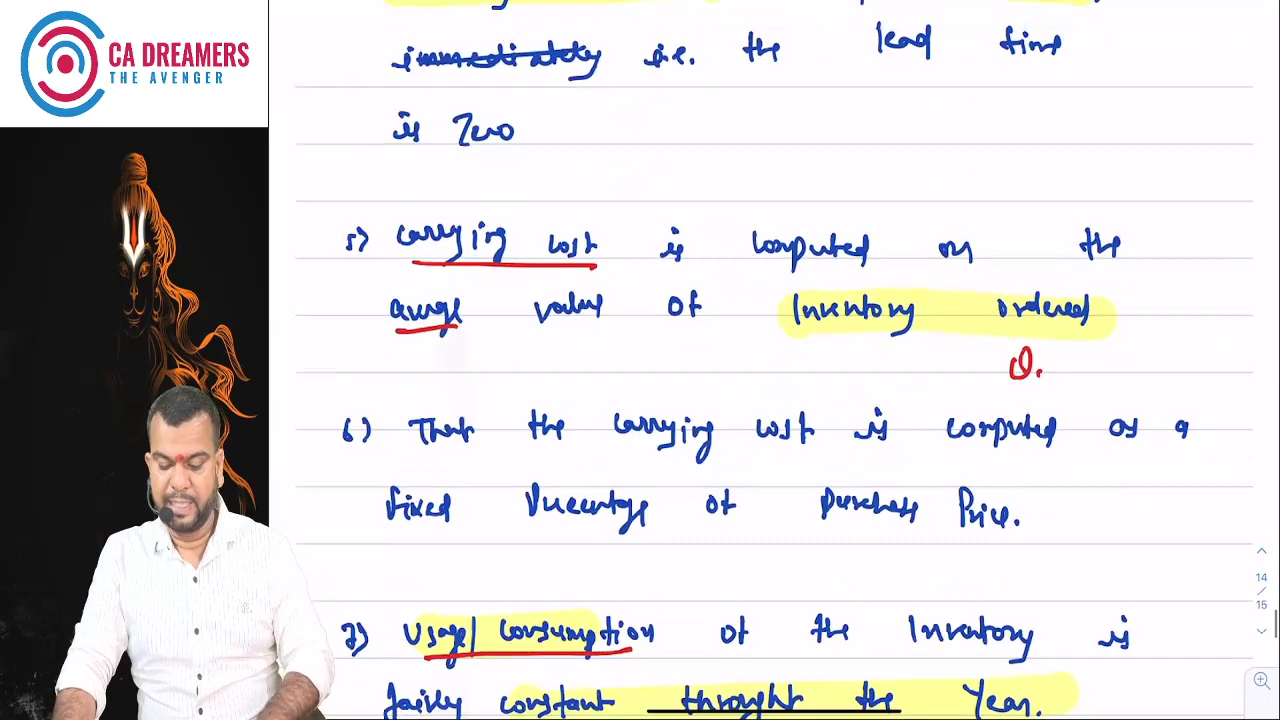 CA DREAMERS
THE AVENGER
immediately i.e. the lead time
is Zero
5) Carrying cost is computed on the
avrge value of Inventory ordered
Q.
6) That the carrying cost is computed as a
fixed Percentage of purchase Price.
7) Usage/ Consumption of the Inventory is
fairly constant throught the Year.
14
/
15